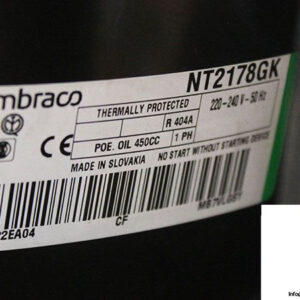 mbraco
NT2178GK
THERMALLY PROTECTED
220-240 V - 50 Hz
R 404A
POE. OIL 450CC
1 PH
MADE IN SLOVAKIA
NO START WITHOUT STARTING DEVICE
2EA04
CF